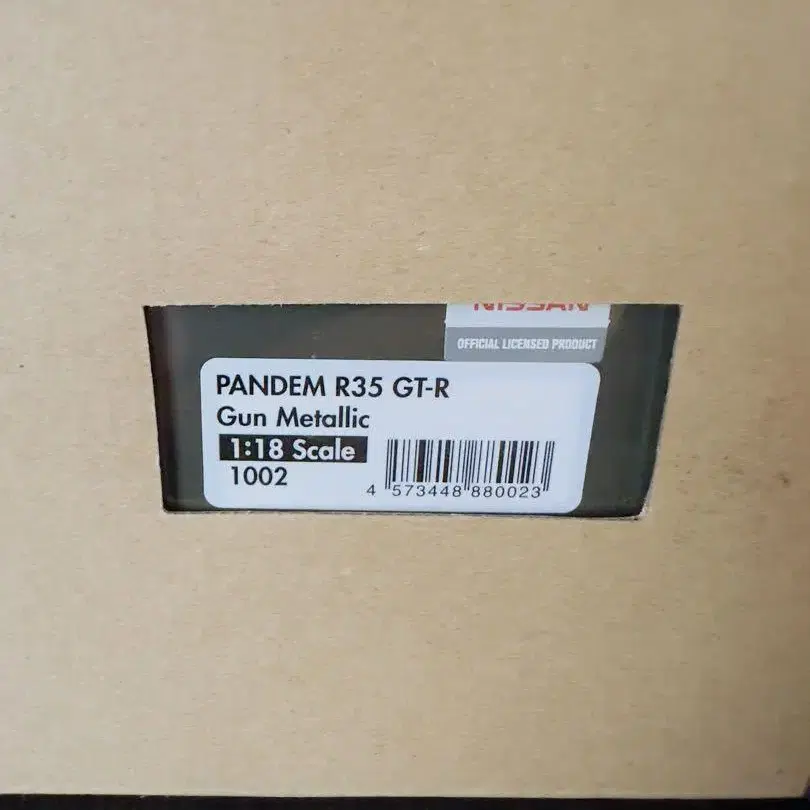 NISSAN
OFFICIAL LICENSED PRODUCT
PANDEM R35 GT-R
Gun Metallic
1:18 Scale
1002
4 573448 880023